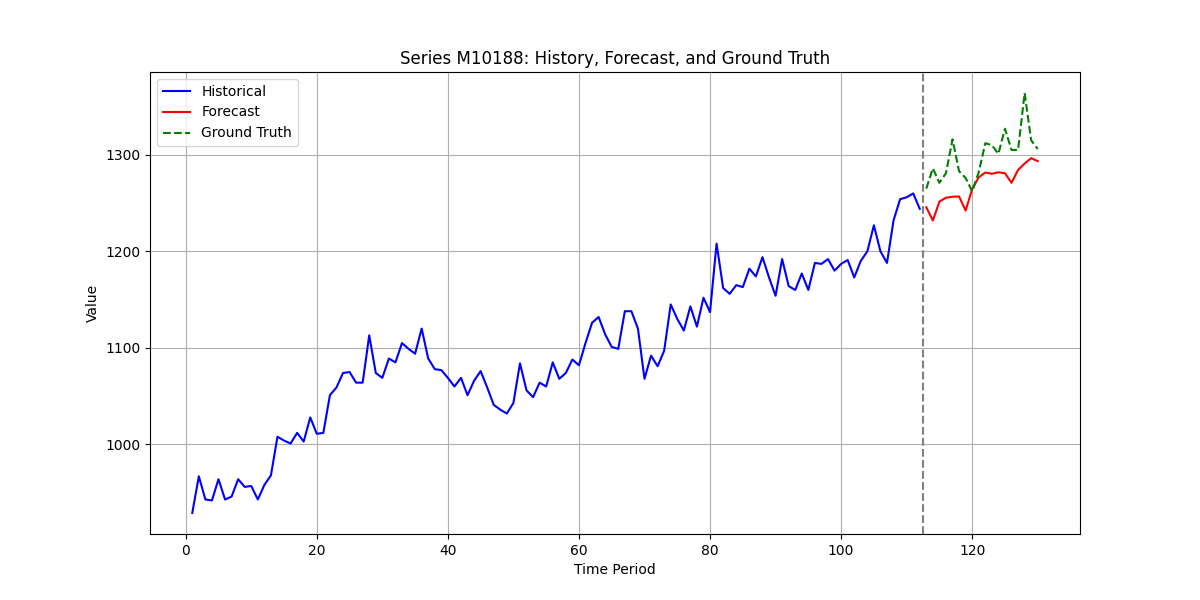 Series M10188: History, Forecast, and Ground Truth
Historical
Forecast
Ground Truth
1300
1200
1100
1000
Value
0 20 40 60 80 100 120
Time Period